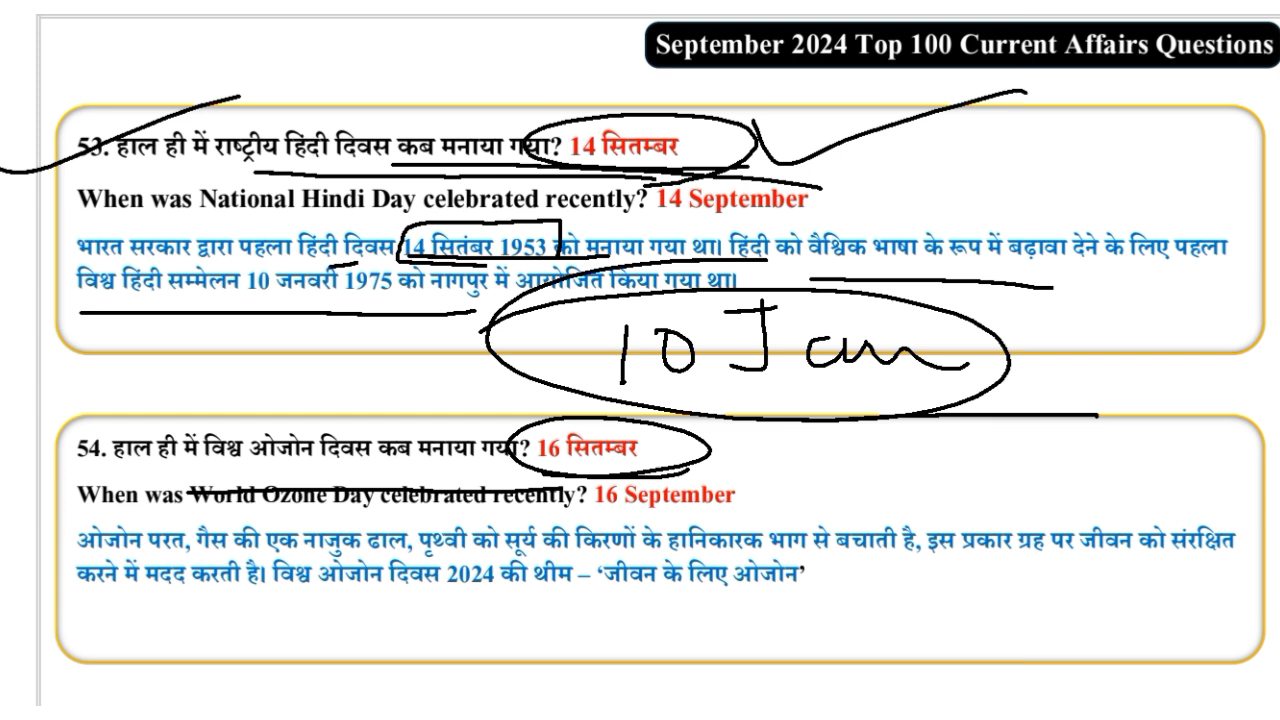 September 2024 Top 100 Current Affairs Questions
53. हाल ही में राष्ट्रीय हिंदी दिवस कब मनाया गया? 14 सितम्बर
When was National Hindi Day celebrated recently? 14 September
भारत सरकार द्वारा पहला हिंदी दिवस 14 सितंबर 1953 को मनाया गया था। हिंदी को वैश्विक भाषा के रूप में बढ़ावा देने के लिए पहला
विश्व हिंदी सम्मेलन 10 जनवरी 1975 को नागपुर में आयोजित किया गया था।
10 Jan
54. हाल ही में विश्व ओजोन दिवस कब मनाया गया? 16 सितम्बर
When was World Ozone Day celebrated recently? 16 September
ओजोन परत, गैस की एक नाजुक ढाल, पृथ्वी को सूर्य की किरणों के हानिकारक भाग से बचाती है, इस प्रकार ग्रह पर जीवन को संरक्षित
करने में मदद करती है। विश्व ओजोन दिवस 2024 की थीम – ‘जीवन के लिए ओजोन’